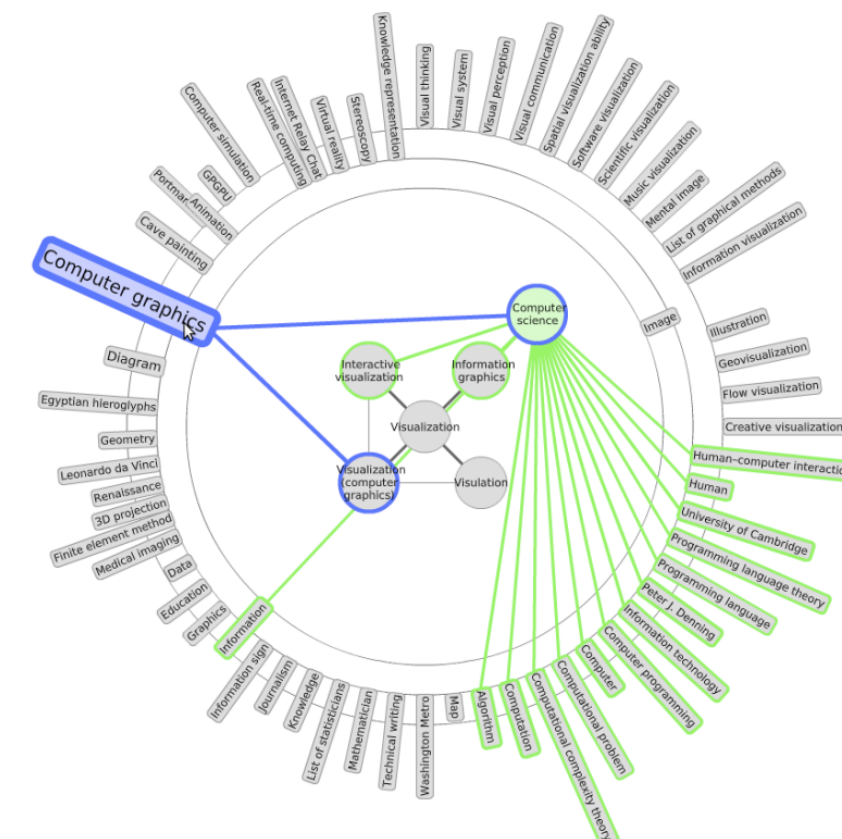 Knowledge representation
Visual thinking
Visual system
Visual perception
Visual communication
Spatial visualization ability
Software visualization
Scientific visualization
Music visualization
Mental image
List of graphical methods
Information visualization
Image
Illustration
Geovisualization
Flow visualization
Creative visualization
Human–computer interactio
Human
University of Cambridge
Programming language theory
Programming language
Peter J. Denning
Information technology
Computer programming
Computer
Computational problem
Computational complexity theory
Computation
Algorithm
Map
Washington Metro
Technical writing
Mathematician
List of statisticians
Knowledge
Journalism
Information sign
Information
Graphics
Education
Data
Medical imaging
Finite element method
3D projection
Renaissance
Leonardo da Vinci
Geometry
Egyptian hieroglyphs
Diagram
Computer graphics
Cave painting
Animation
GPGPU
Computer simulation
Real-time computing
Internet Relay Chat
Virtual reality
Stereoscopy
Computer
science
Interactive
visualization
Information
graphics
Visualization
Visualization
(computer
graphics)
Visulation